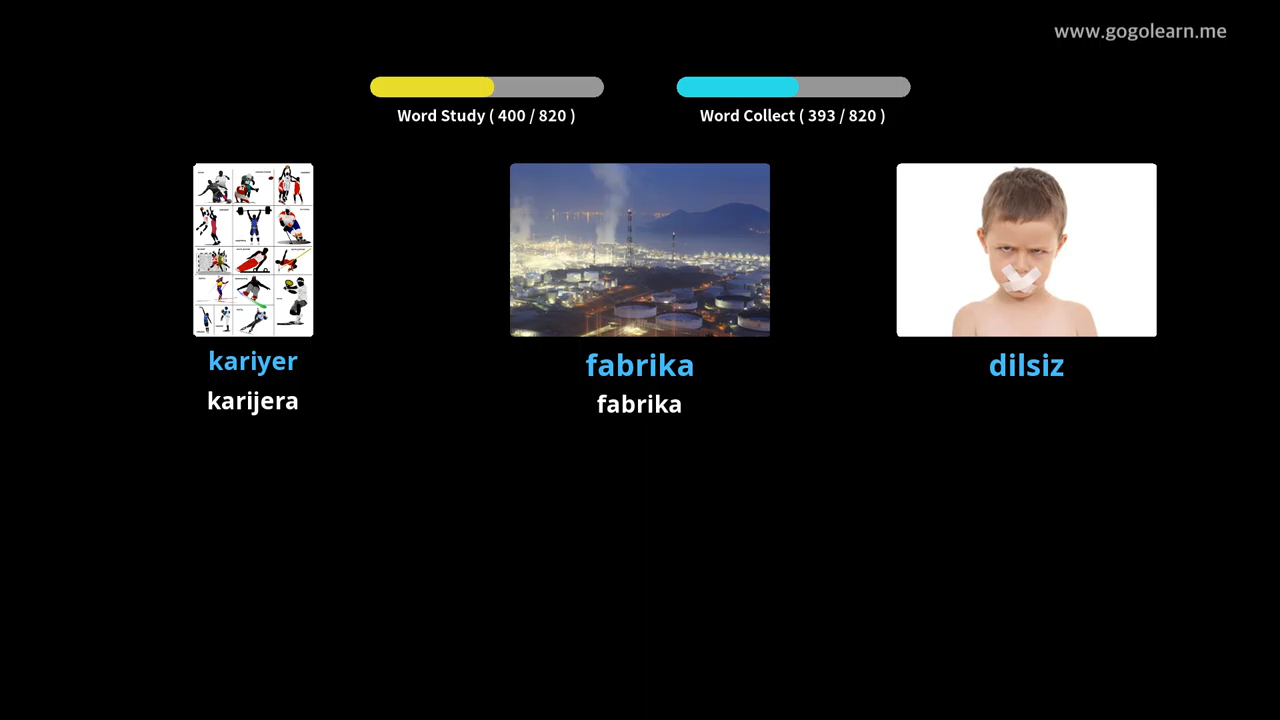 www.gogolearn.me
Word Study ( 400 / 820 )
Word Collect ( 393 / 820 )
kariyer
karijera
fabrika
fabrika
dilsiz